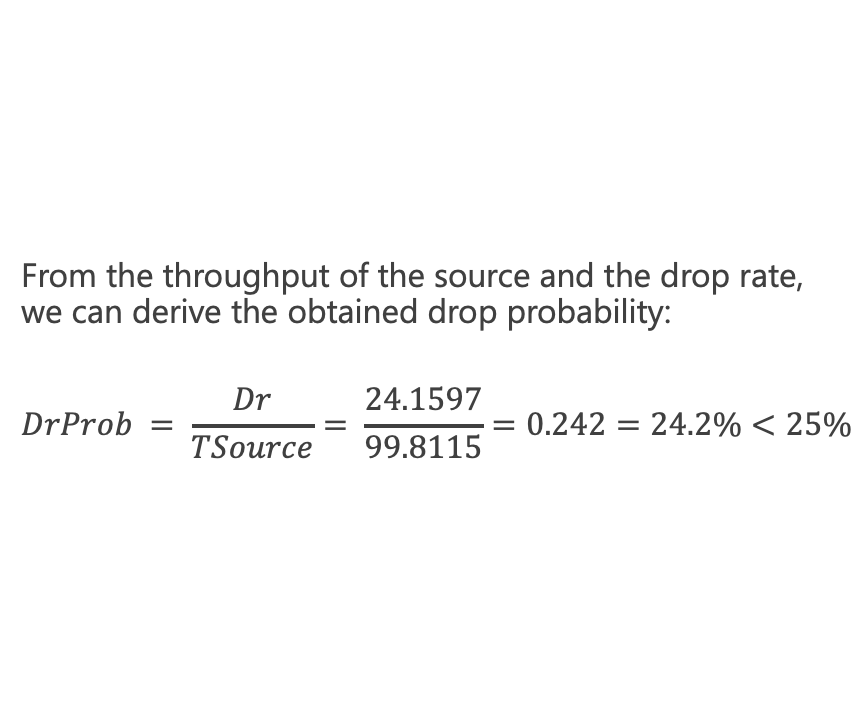 From the throughput of the source and the drop rate,
we can derive the obtained drop probability:
DrProb = Dr / TSource = 24.1597 / 99.8115 = 0.242 = 24.2% < 25%